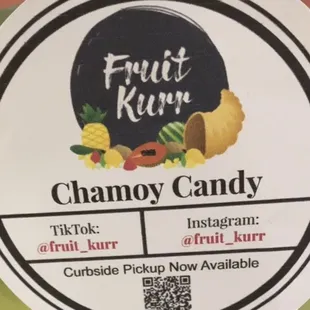 Fruit
Kurr
Chamoy Candy
TikTok:
@fruit_kurr
Instagram:
@fruit_kurr
Curbside Pickup Now Available